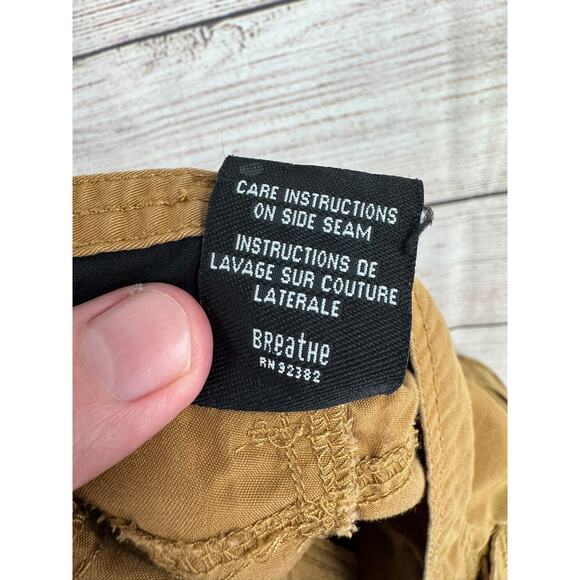 CARE INSTRUCTIONS
ON SIDE SEAM
INSTRUCTIONS DE
LAVAGE SUR COUTURE
LATERALE
BReatHe
RN 92382